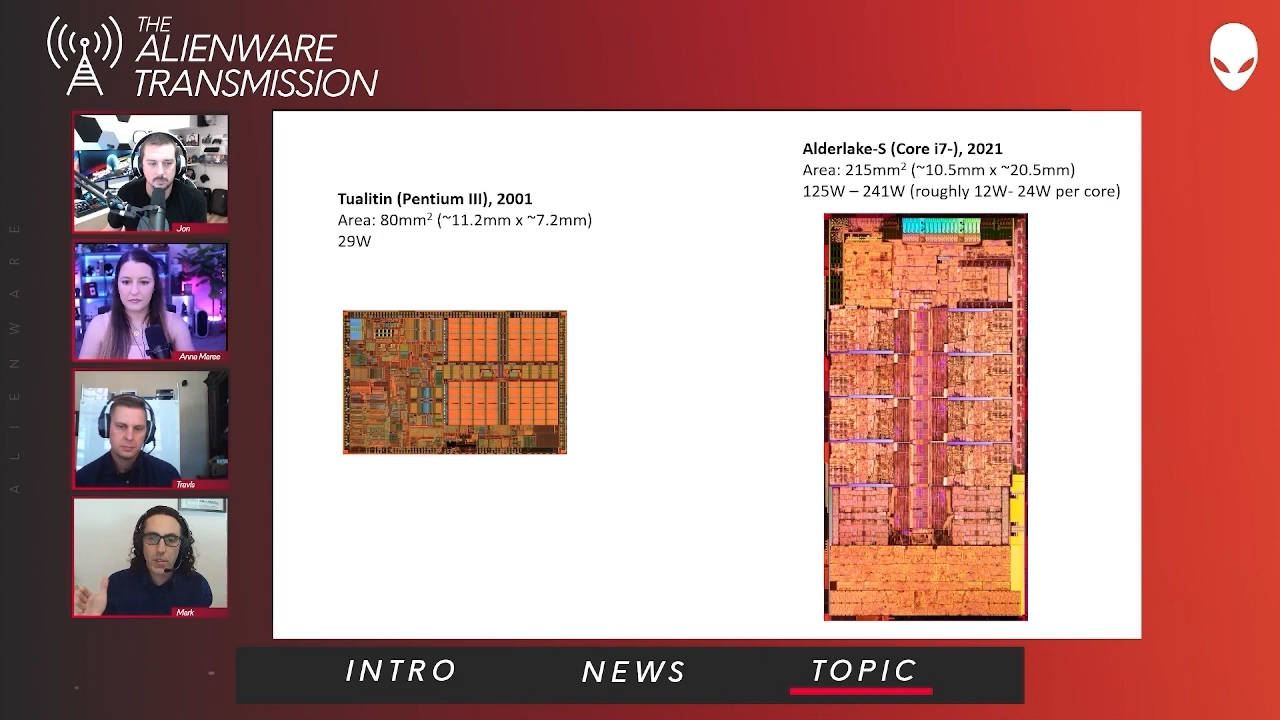 THE
ALIENWARE
TRANSMISSION
ALIENWARE
Jon
Anna Maree
Travis
Mark
Tualitin (Pentium III), 2001
Area: 80mm² (~11.2mm x ~7.2mm)
29W
Alderlake-S (Core i7-), 2021
Area: 215mm² (~10.5mm x ~20.5mm)
125W – 241W (roughly 12W- 24W per core)
INTRO
NEWS
TOPIC